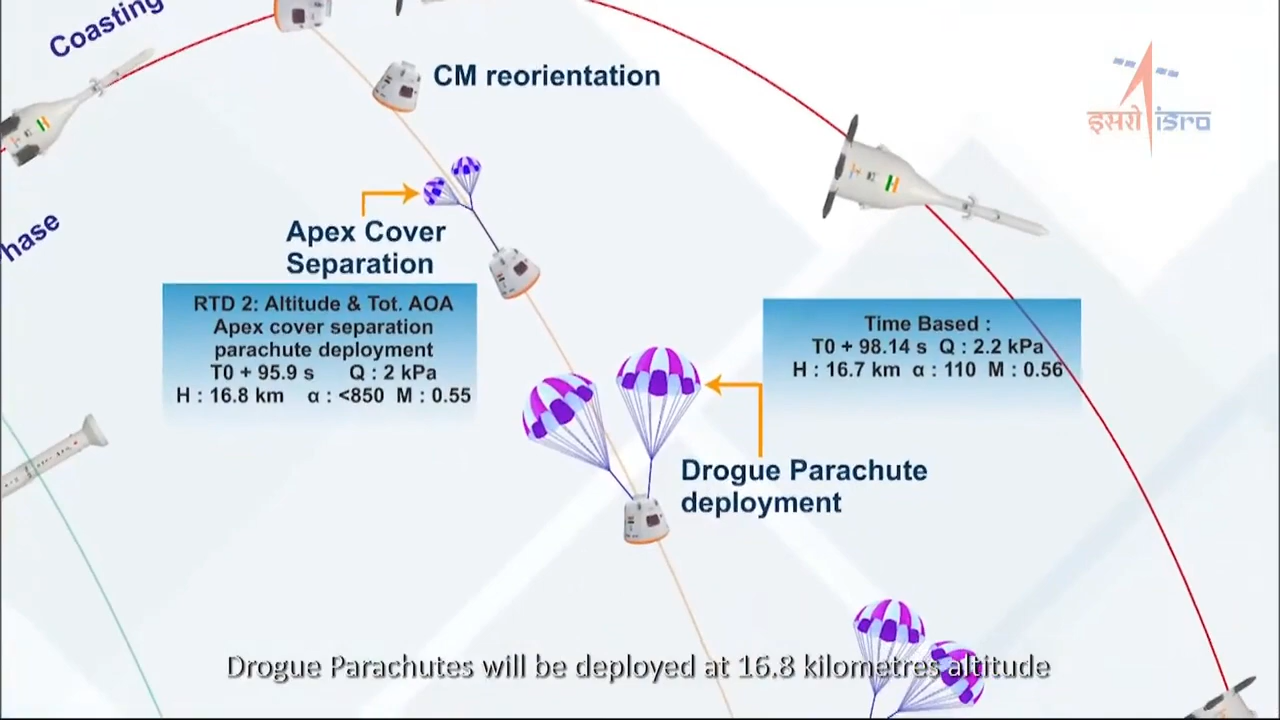 Coasting
CM reorientation
इसरो isro
hase
Apex Cover
Separation
RTD 2: Altitude & Tot. AOA
Apex cover separation
parachute deployment
T0 + 95.9 s Q : 2 kPa
H : 16.8 km α : <850 M : 0.55
Time Based :
T0 + 98.14 s Q : 2.2 kPa
H : 16.7 km α : 110 M : 0.56
Drogue Parachute
deployment
Drogue Parachutes will be deployed at 16.8 kilometres altitude